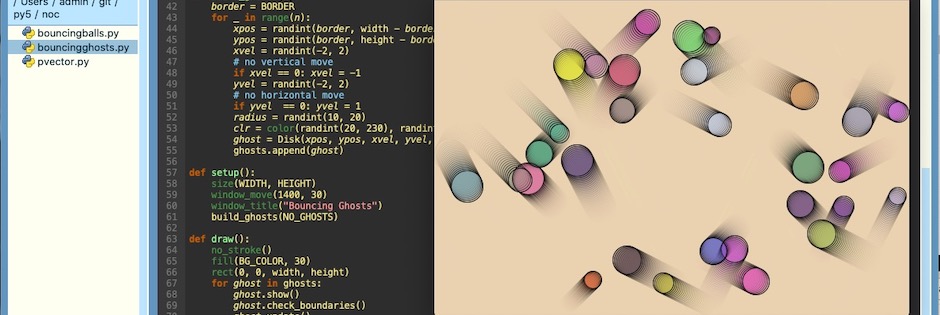 / Users / admin / git /
py5 / noc
bouncingballs.py
bouncingghosts.py
pvector.py
42 border = BORDER
43 for _ in range(n):
44 xpos = randint(border, width - borde
45 ypos = randint(border, height - bord
46 xvel = randint(-2, 2)
47 # no vertical move
48 if xvel == 0: xvel = -1
49 yvel = randint(-2, 2)
50 # no horizontal move
51 if yvel == 0: yvel = 1
52 radius = randint(10, 20)
53 clr = color(randint(20, 230), randin
54 ghost = Disk(xpos, ypos, xvel, yvel,
55 ghosts.append(ghost)
56
57 def setup():
58 size(WIDTH, HEIGHT)
59 window_move(1400, 30)
60 window_title("Bouncing Ghosts")
61 build_ghosts(NO_GHOSTS)
62
63 def draw():
64 no_stroke()
65 fill(BG_COLOR, 30)
66 rect(0, 0, width, height)
67 for ghost in ghosts:
68 ghost.show()
69 ghost.check_boundaries()